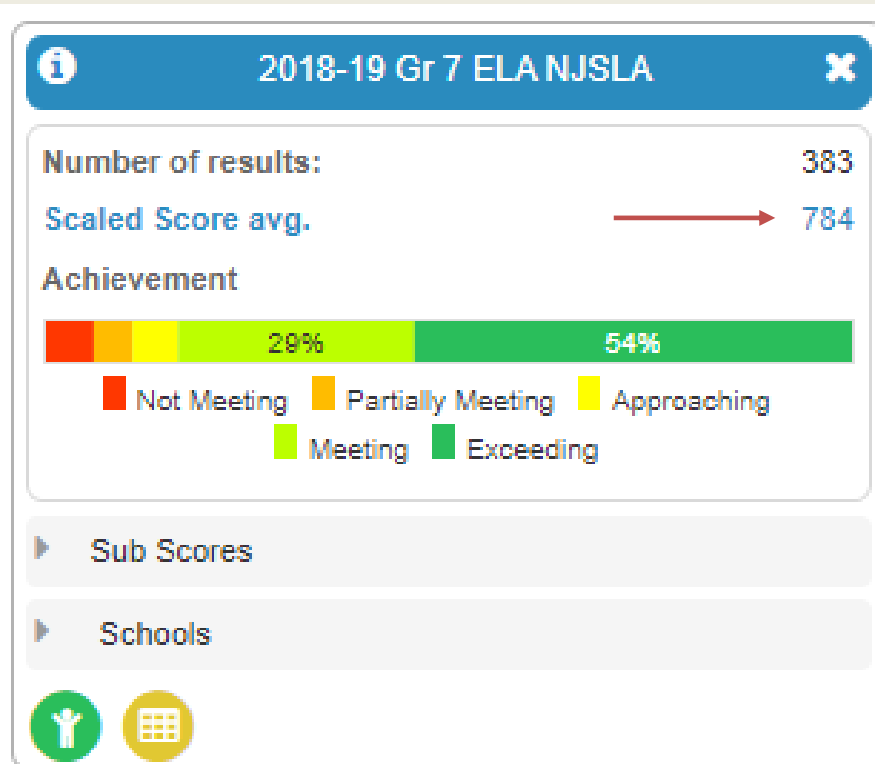 2018-19 Gr 7 ELA NJSLA
Number of results: 383
Scaled Score avg. 784
Achievement
29% 54%
Not Meeting Partially Meeting Approaching
Meeting Exceeding
Sub Scores
Schools